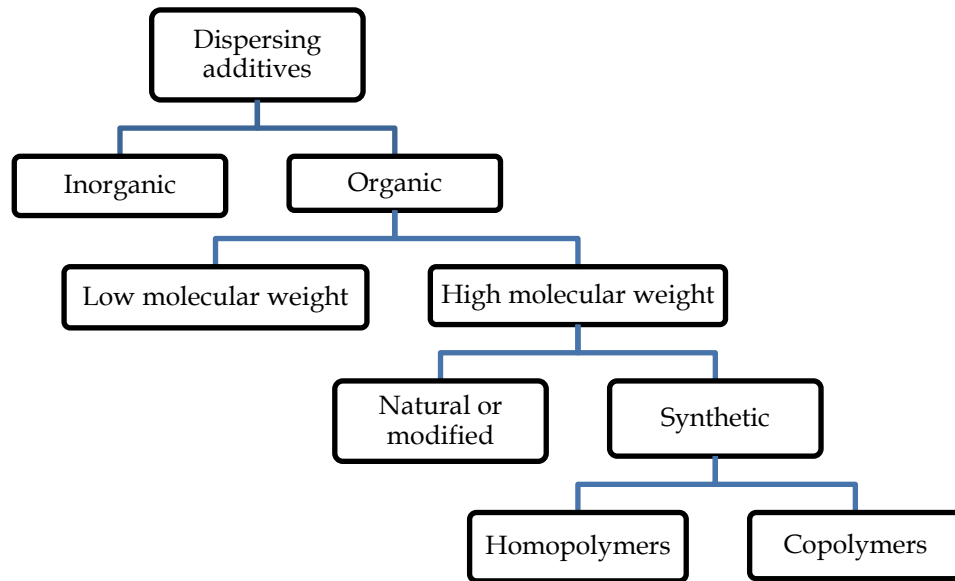 Dispersing
additives
Inorganic
Organic
Low molecular weight
High molecular weight
Natural or
modified
Synthetic
Homopolymers
Copolymers